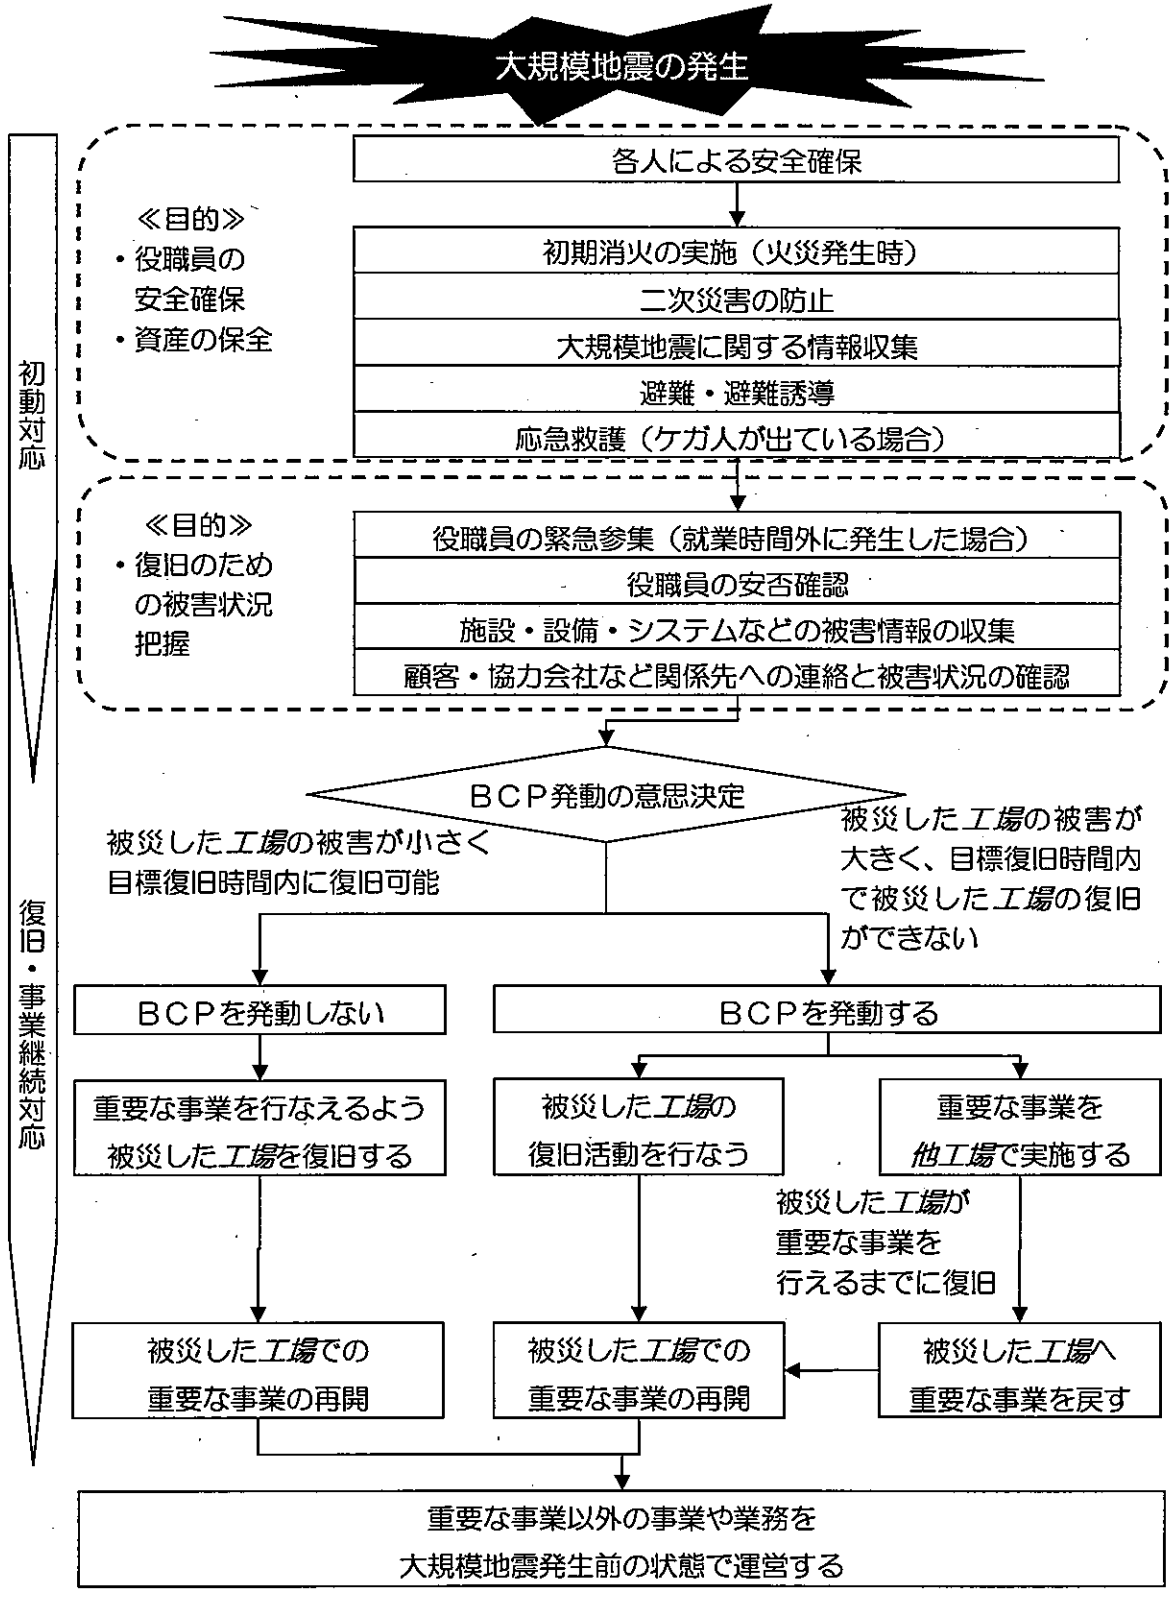 大規模地震の発生
各人による安全確保
≪目的≫
・役職員の
安全確保
・資産の保全
初期消火の実施（火災発生時）
二次災害の防止
大規模地震に関する情報収集
避難・避難誘導
応急救護（ケガ人が出ている場合）
初動対応
≪目的≫
・復旧のため
の被害状況
把握
役職員の緊急参集（就業時間外に発生した場合）
役職員の安否確認
施設・設備・システムなどの被害情報の収集
顧客・協力会社など関係先への連絡と被害状況の確認
ＢＣＰ発動の意思決定
被災した工場の被害が小さく
目標復旧時間内に復旧可能
被災した工場の被害が
大きく、目標復旧時間内
で被災した工場の復旧
ができない
復旧・事業継続対応
ＢＣＰを発動しない
ＢＣＰを発動する
重要な事業を行なえるよう
被災した工場を復旧する
被災した工場の
復旧活動を行なう
重要な事業を
他工場で実施する
被災した工場が
重要な事業を
行えるまでに復旧
被災した工場での
重要な事業の再開
被災した工場での
重要な事業の再開
被災した工場へ
重要な事業を戻す
重要な事業以外の事業や業務を
大規模地震発生前の状態で運営する